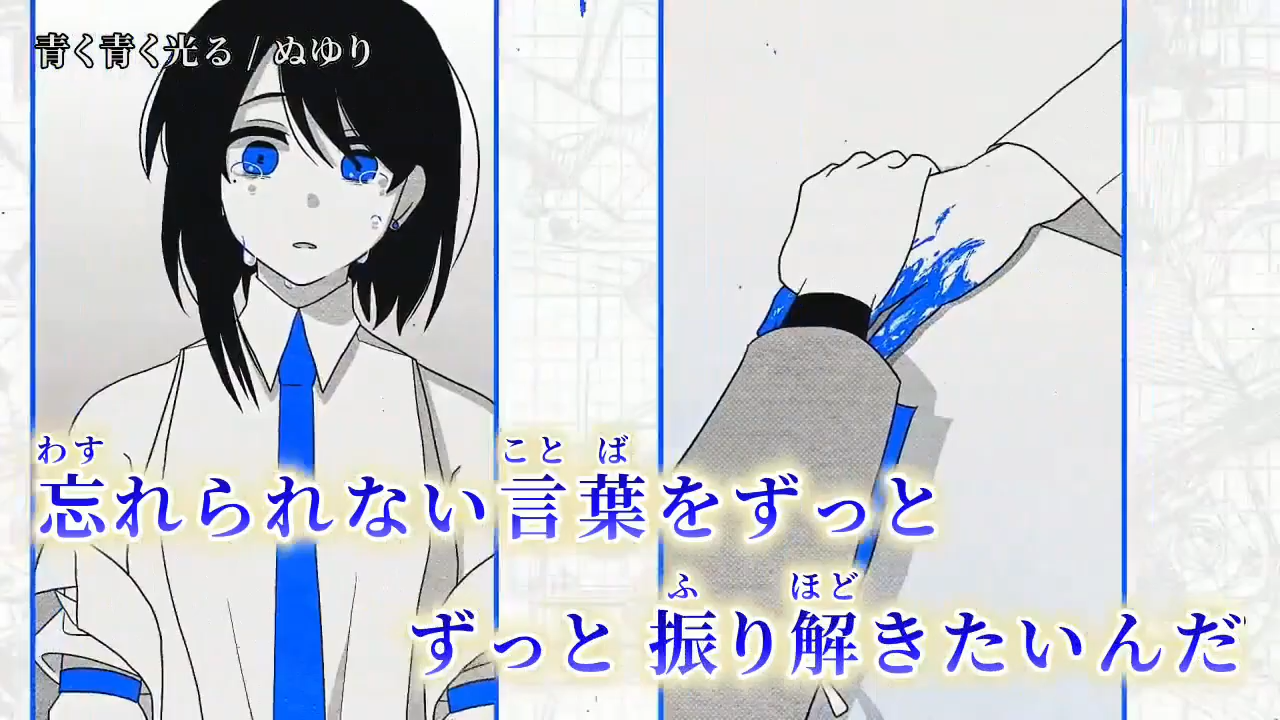 青く青く光る / ぬゆり
わす こと ば
忘れられない言葉をずっと
ふ ほど
ずっと 振り解きたいんだ